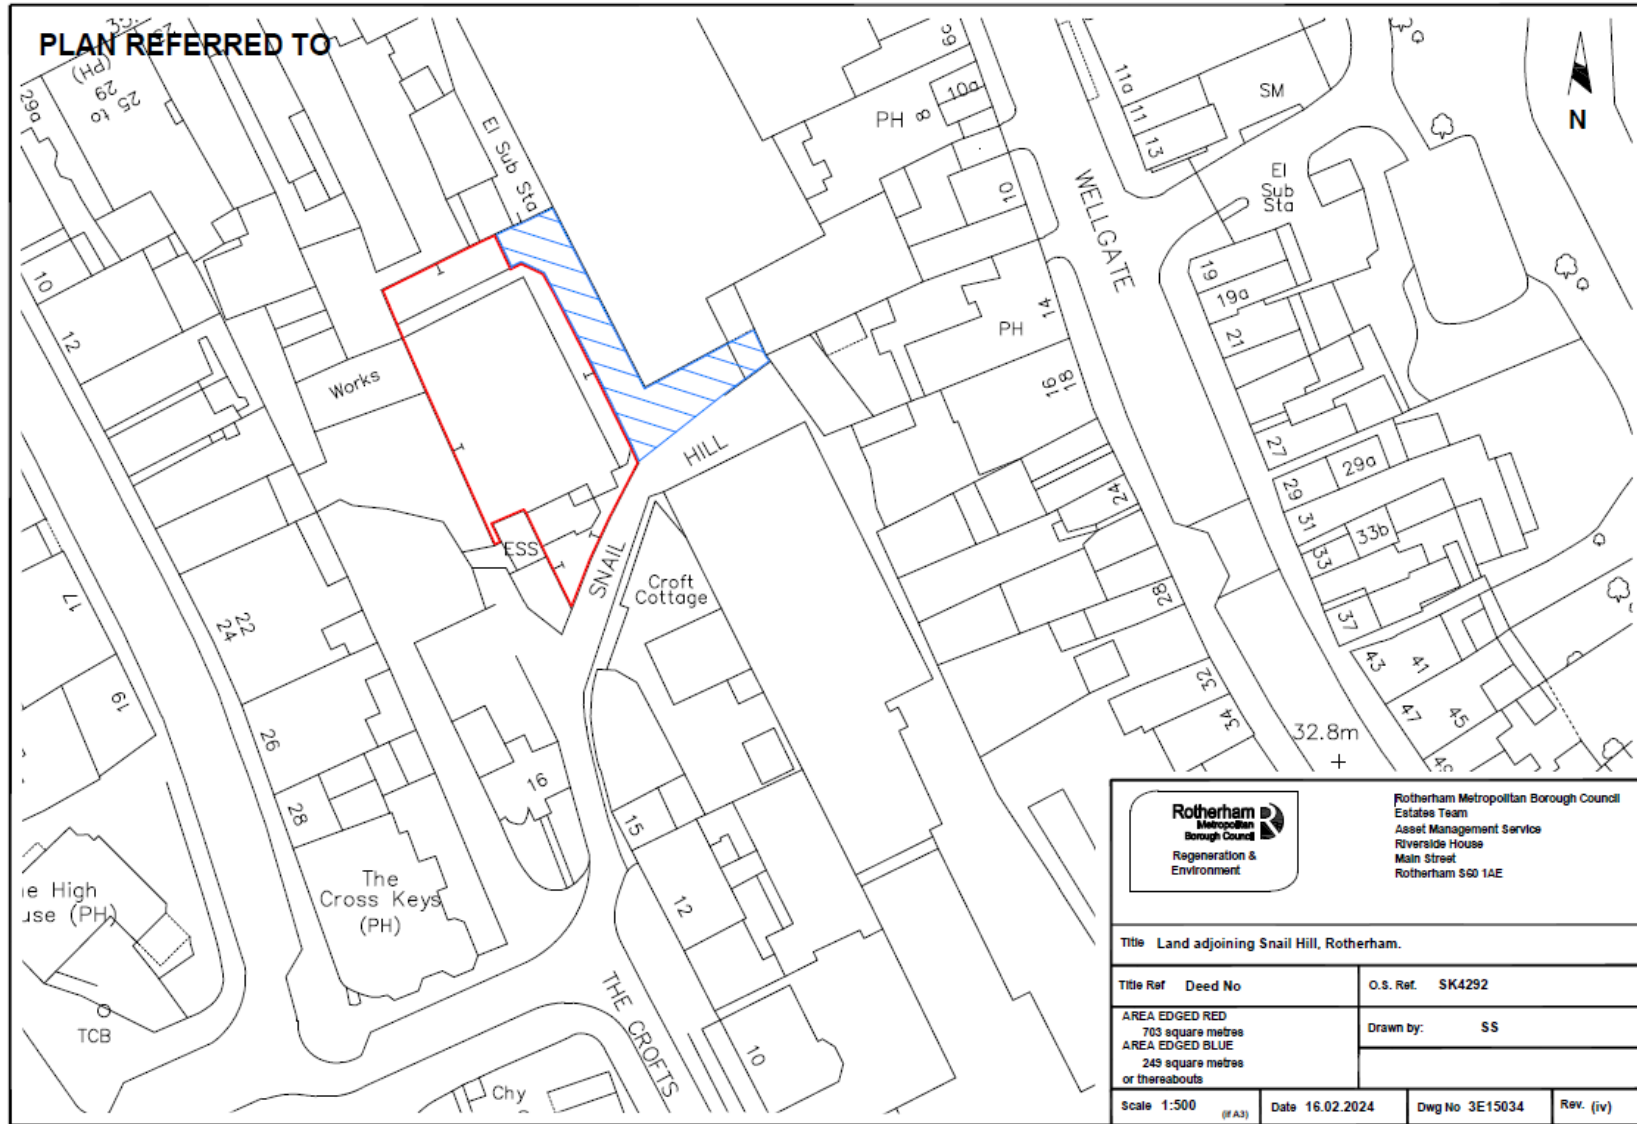 PLAN REFERRED TO
29a
25 to
29
(PH)
El Sub Sta
PH
8
10a
11a
11
13
SM
N
El
Sub
Sta
WELLGATE
10
10
12
Works
14
PH
16
18
19
19a
21
27
29
29a
31
33
33b
37
43
41
47
45
24
28
32
34
32.8m
HILL
SNAIL
ESS
Croft
Cottage
17
19
22
24
26
28
16
15
12
10
The
Cross Keys
(PH)
e High
use (PH)
TCB
THE CROFTS
Chy
Rotherham
Metropolitan
Borough Council
Regeneration &
Environment
Rotherham Metropolitan Borough Council
Estates Team
Asset Management Service
Riverside House
Main Street
Rotherham S60 1AE
Title Land adjoining Snail Hill, Rotherham.
Title Ref Deed No
O.S. Ref. SK4292
AREA EDGED RED
703 square metres
AREA EDGED BLUE
249 square metres
or thereabouts
Drawn by: SS
Scale 1:500 (if A3)
Date 16.02.2024
Dwg No 3E15034
Rev. (iv)